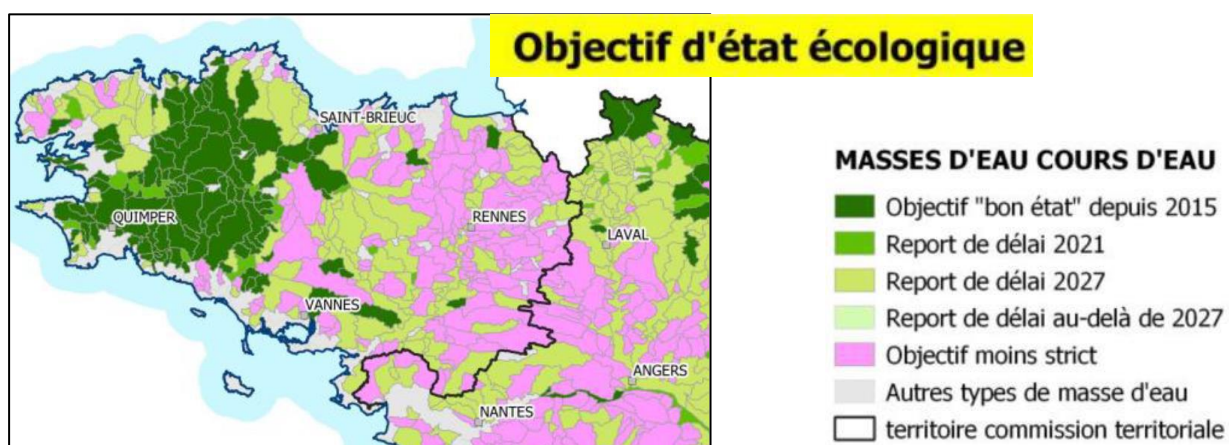 Objectif d'état écologique
SAINT-BRIEUC
QUIMPER
RENNES
LAVAL
VANNES
ANGERS
NANTES
MASSES D'EAU COURS D'EAU
Objectif "bon état" depuis 2015
Report de délai 2021
Report de délai 2027
Report de délai au-delà de 2027
Objectif moins strict
Autres types de masse d'eau
territoire commission territoriale